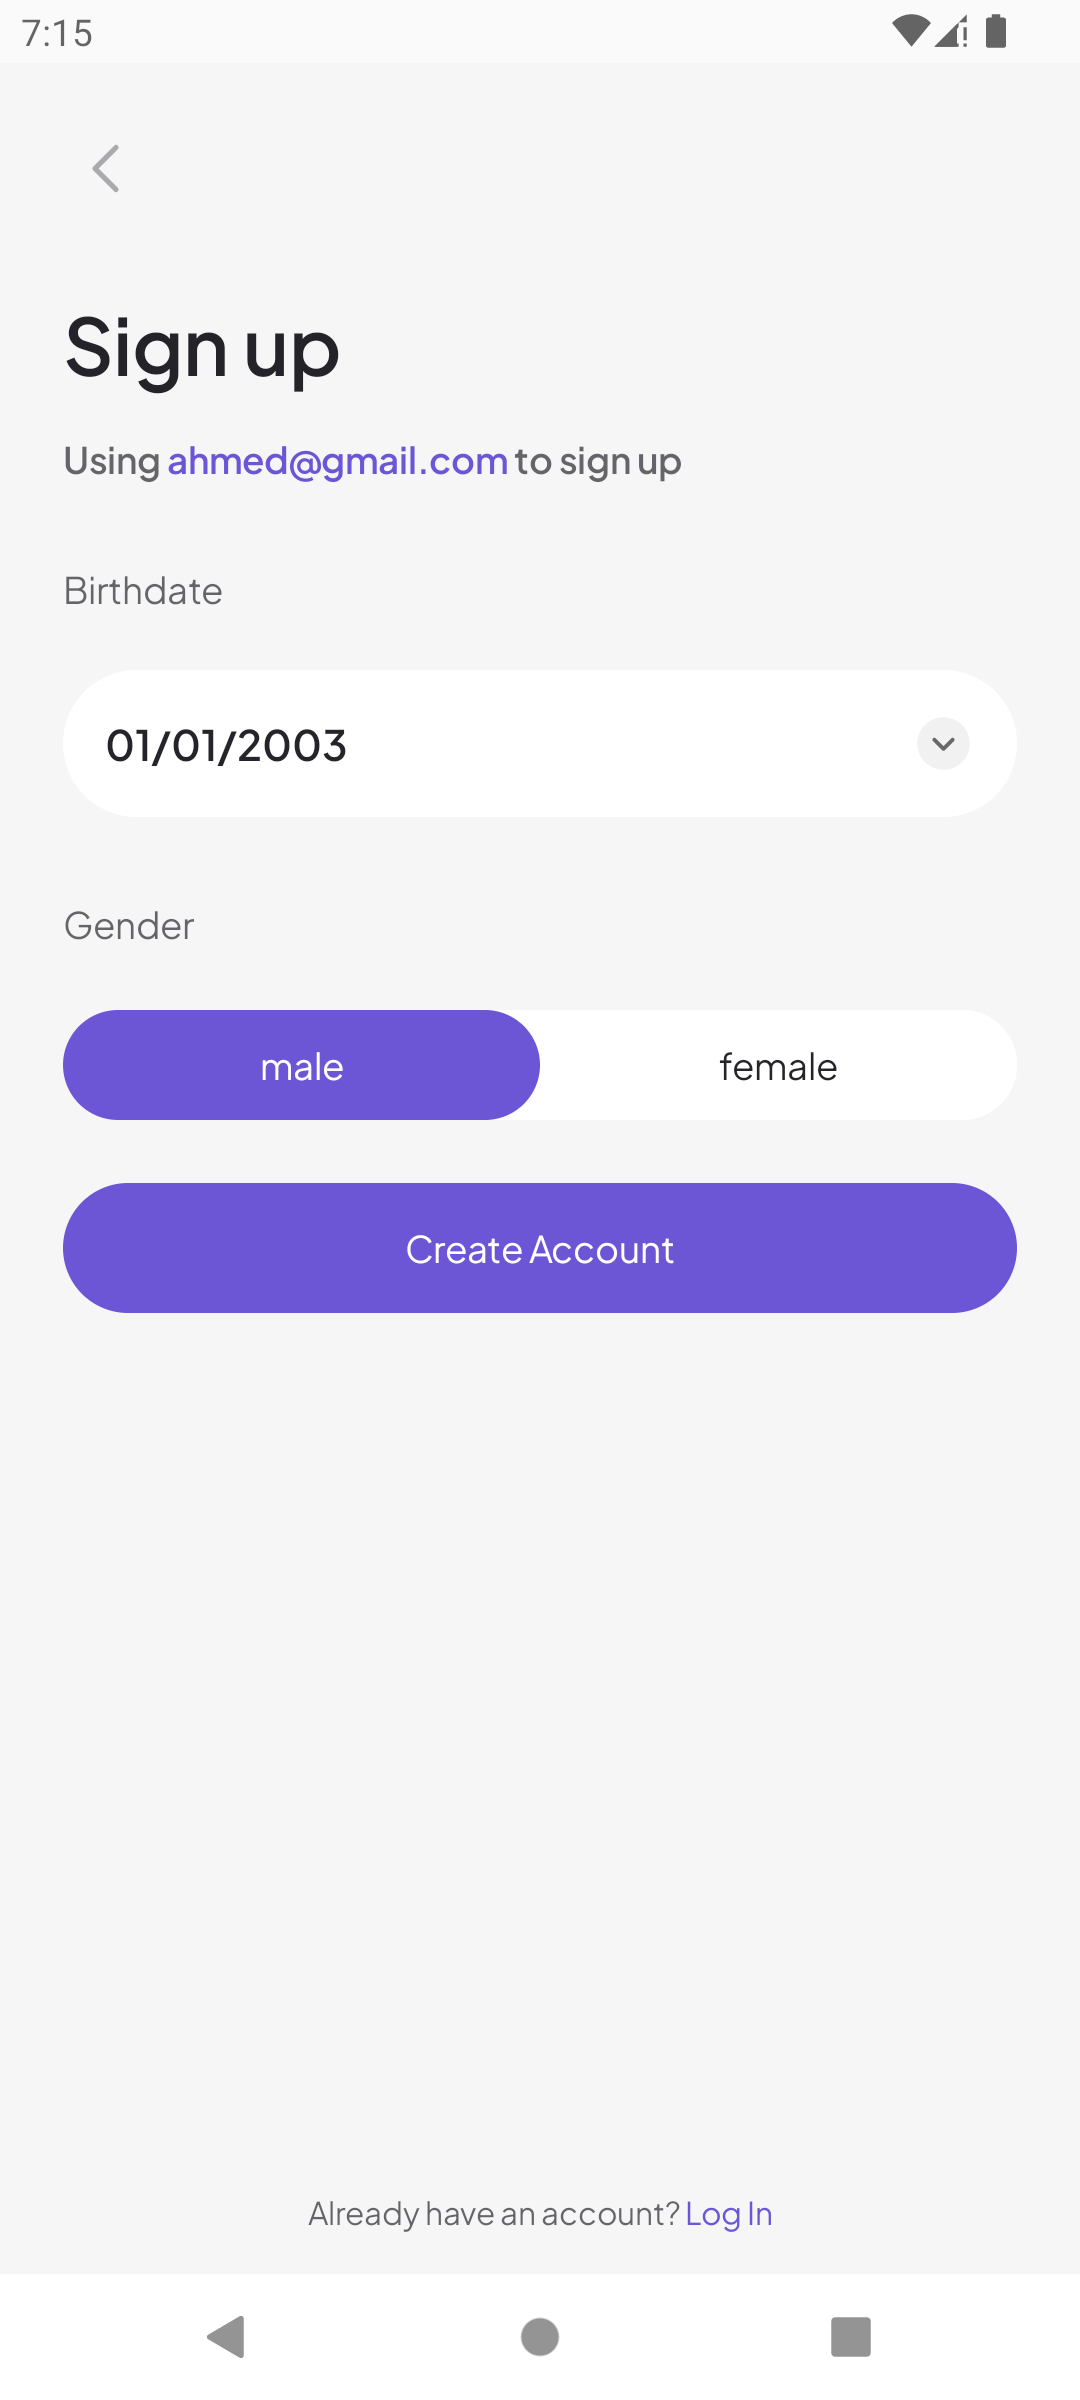 7:15
Sign up
Using ahmed@gmail.com to sign up
Birthdate
01/01/2003
Gender
male female
Create Account
Already have an account? Log In